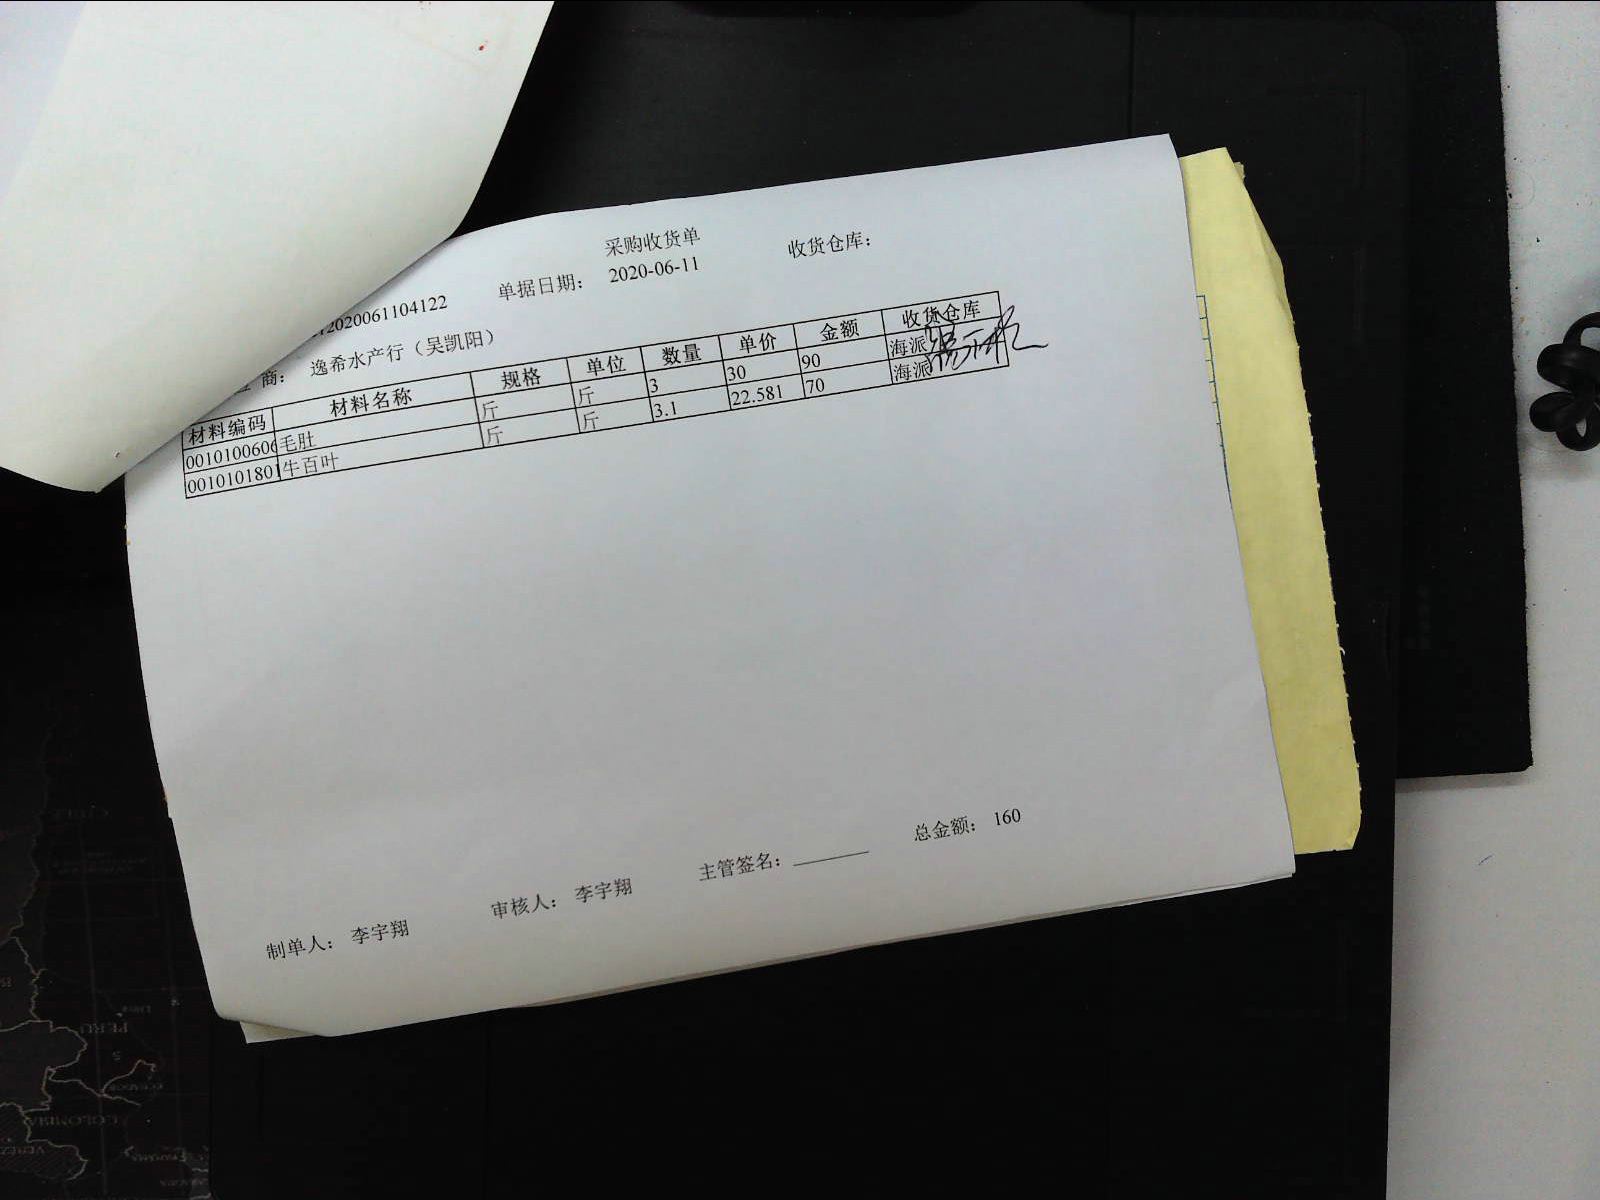 采购收货单
2020061104122 单据日期： 2020-06-11 收货仓库：
商： 逸希水产行（吴凯阳）
材料编码 材料名称 规格 单位 数量 单价 金额 收货仓库
0010100606 毛肚 斤 斤 3 30 90 海派
0010101801 牛百叶 斤 斤 3.1 22.581 70 海派
总金额： 160
制单人： 李宇翔 审核人： 李宇翔 主管签名：
PERU